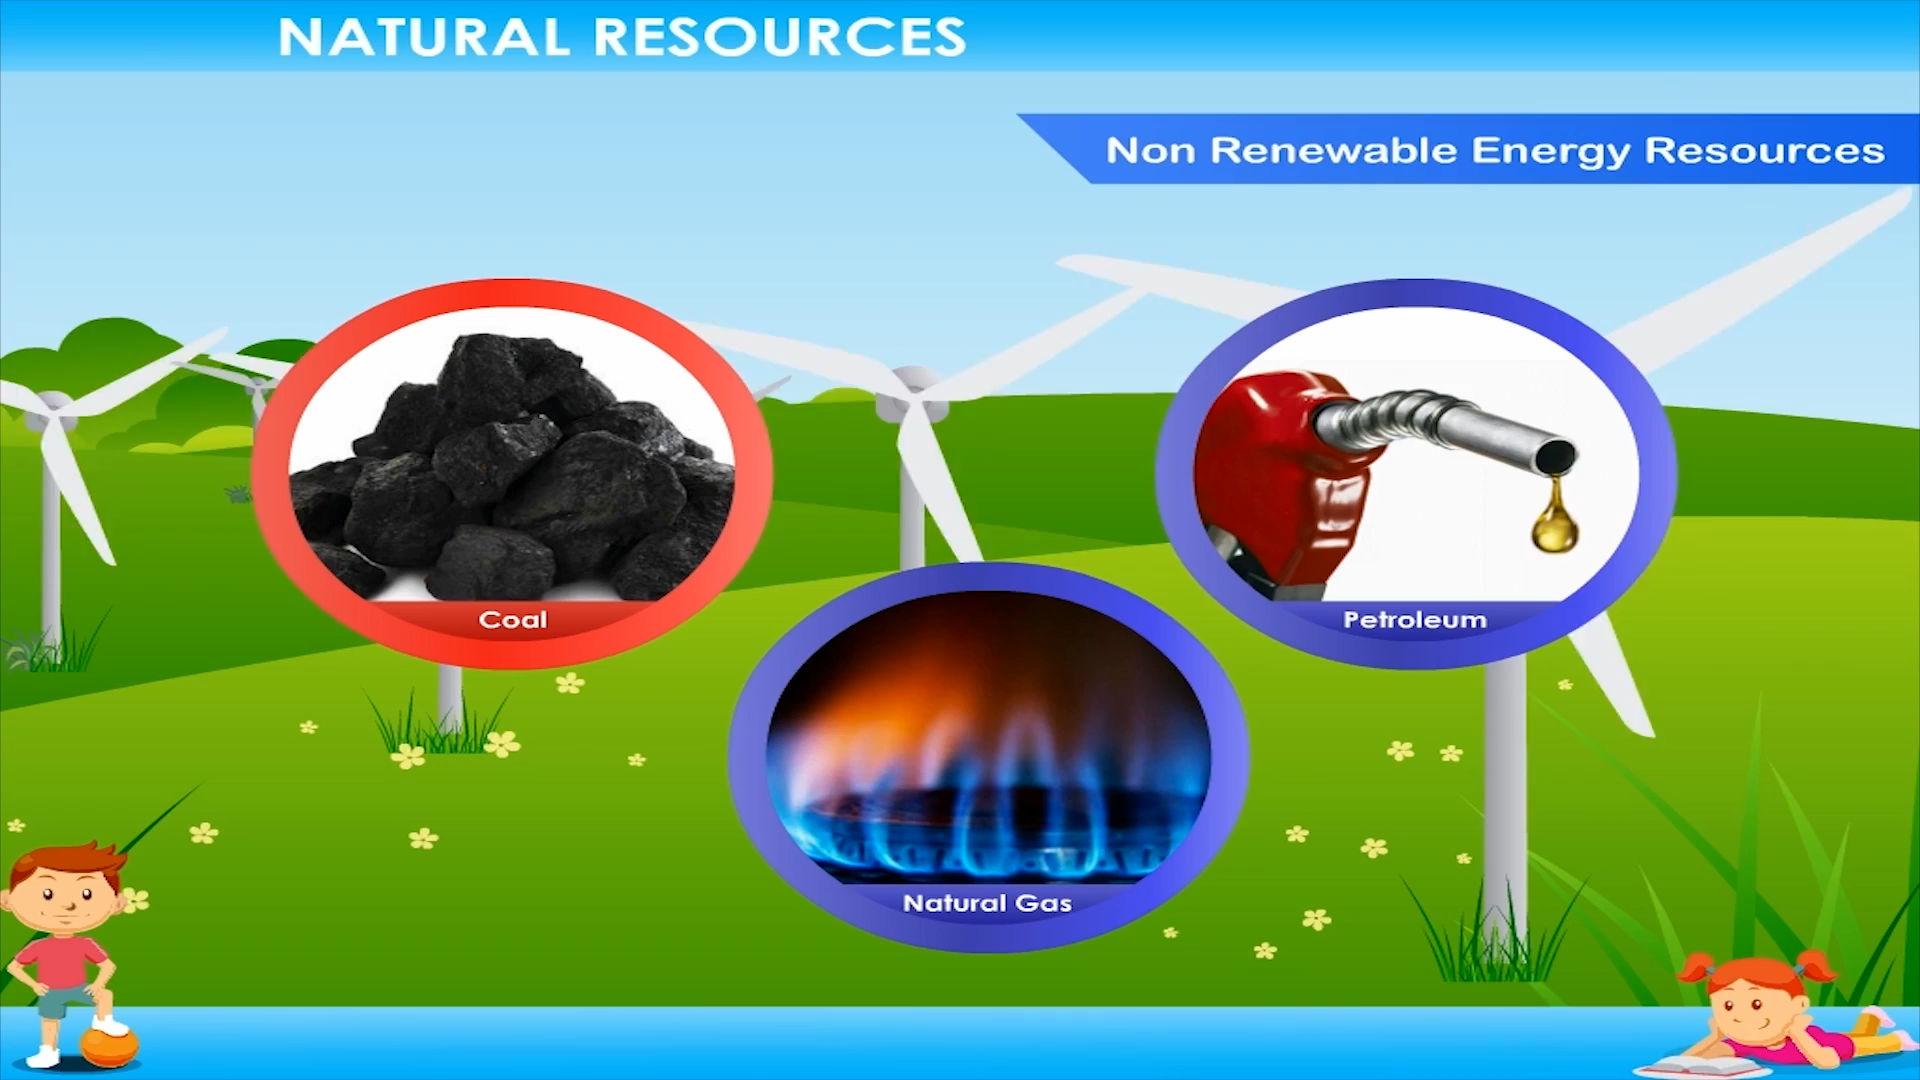 NATURAL RESOURCES
Non Renewable Energy Resources
Coal
Petroleum
Natural Gas